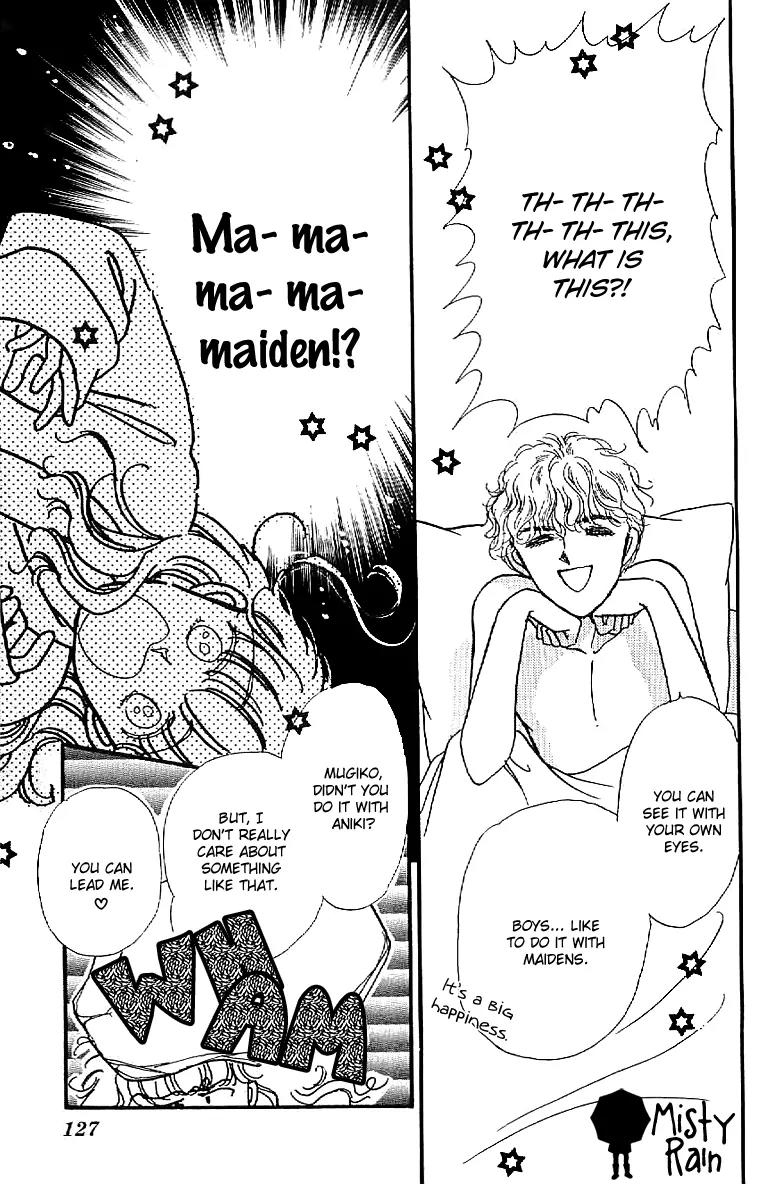 TH- TH- TH-
TH- TH- THIS,
WHAT IS
THIS?!
YOU CAN
SEE IT WITH
YOUR OWN
EYES.
BOYS... LIKE
TO DO IT WITH
MAIDENS.
It's a BIG
happiness.
Ma- ma-
ma- ma-
maiden!?
MUGIKO,
DIDN'T YOU
DO IT WITH
ANIKI?
BUT, I
DON'T REALLY
CARE ABOUT
SOMETHING
LIKE THAT.
YOU CAN
LEAD ME.
♡
WHAM
127
Misty
Rain